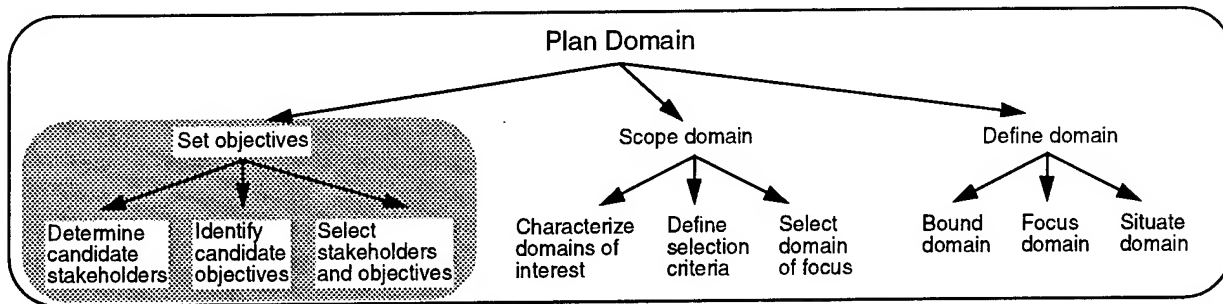 Plan Domain
Set objectives
Scope domain
Define domain
Determine
candidate
stakeholders
Identify
candidate
objectives
Select
stakeholders
and objectives
Characterize
domains of
interest
Define
selection
criteria
Select
domain
of focus
Bound
domain
Focus
domain
Situate
domain